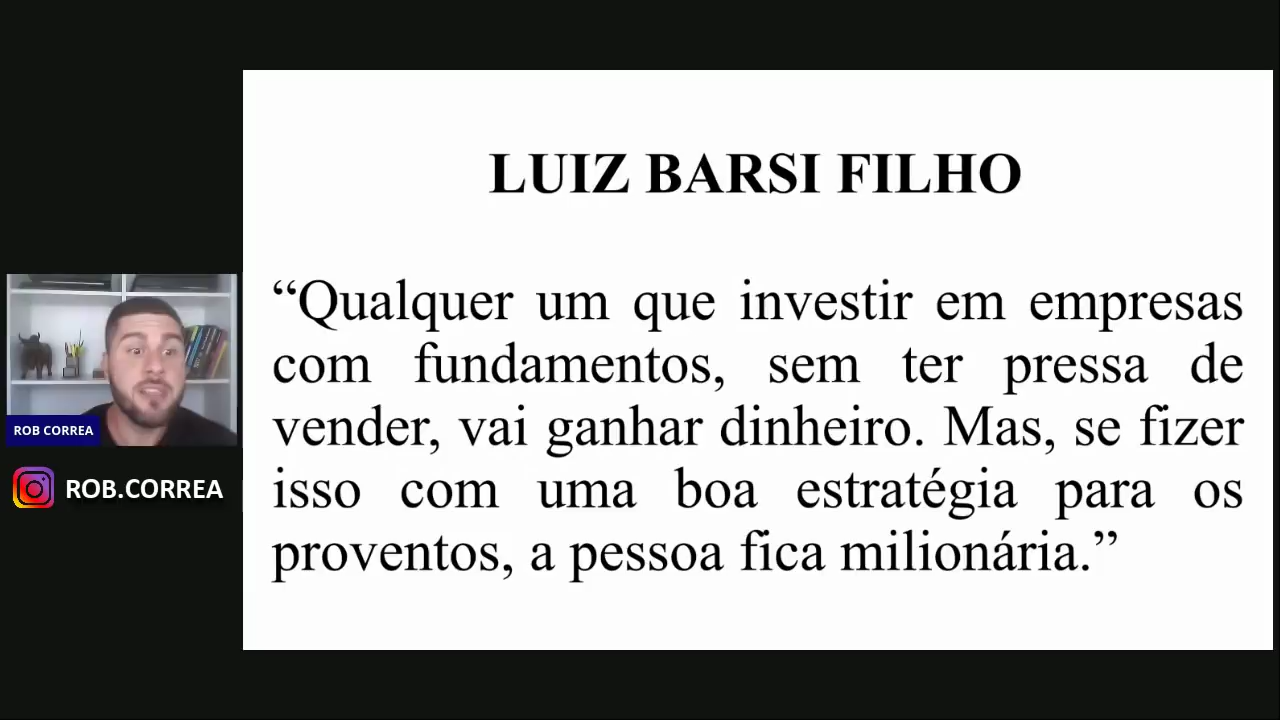 LUIZ BARSI FILHO
“Qualquer um que investir em empresas
com fundamentos, sem ter pressa de
vender, vai ganhar dinheiro. Mas, se fizer
isso com uma boa estratégia para os
proventos, a pessoa fica milionária.”
ROB CORREA
ROB.CORREA